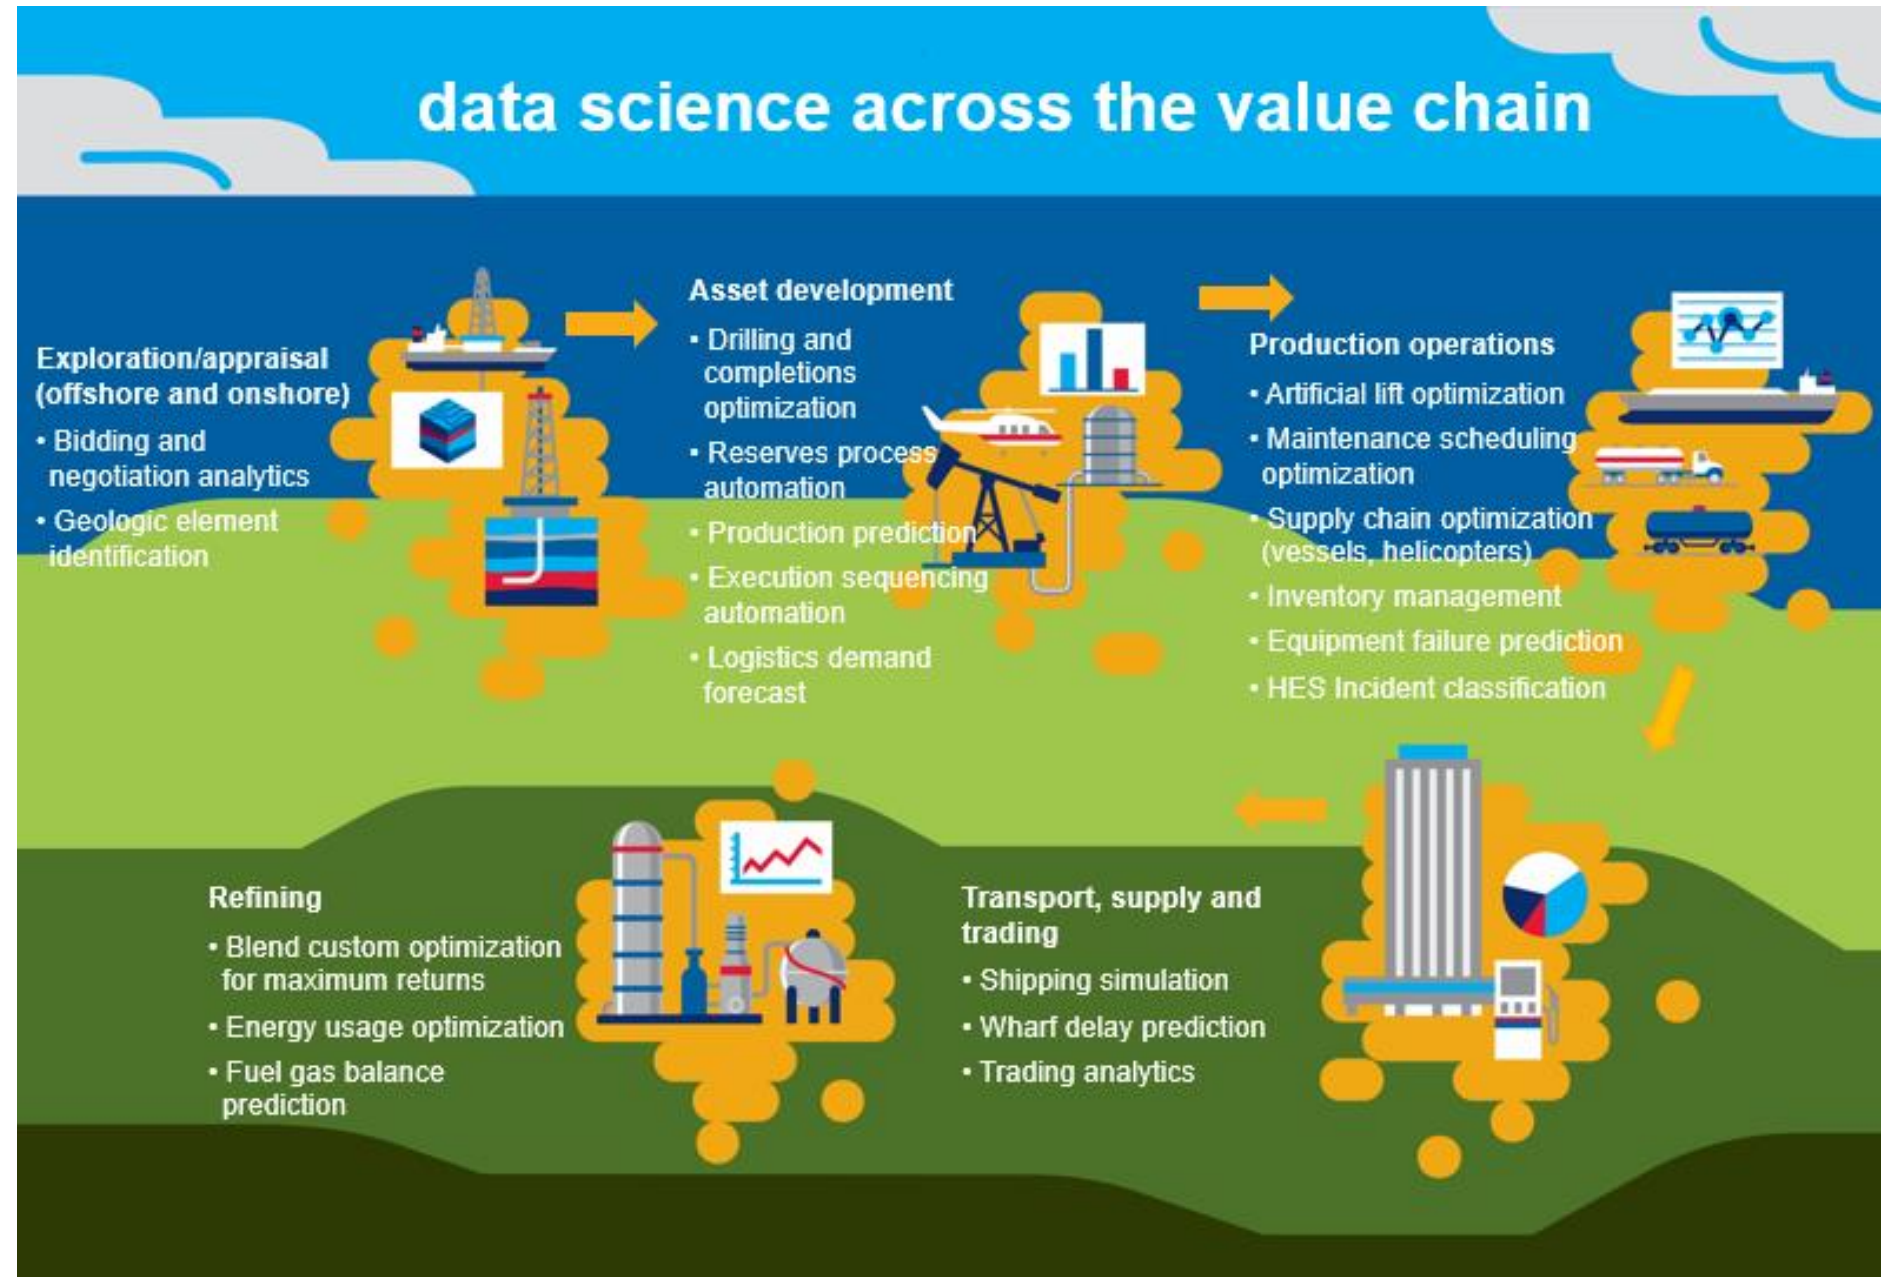 data science across the value chain
Exploration/appraisal
(offshore and onshore)
• Bidding and
negotiation analytics
• Geologic element
identification
Asset development
• Drilling and
completions
optimization
• Reserves process
automation
• Production prediction
• Execution sequencing
automation
• Logistics demand
forecast
Production operations
• Artificial lift optimization
• Maintenance scheduling
optimization
• Supply chain optimization
(vessels, helicopters)
• Inventory management
• Equipment failure prediction
• HES Incident classification
Refining
• Blend custom optimization
for maximum returns
• Energy usage optimization
• Fuel gas balance
prediction
Transport, supply and
trading
• Shipping simulation
• Wharf delay prediction
• Trading analytics